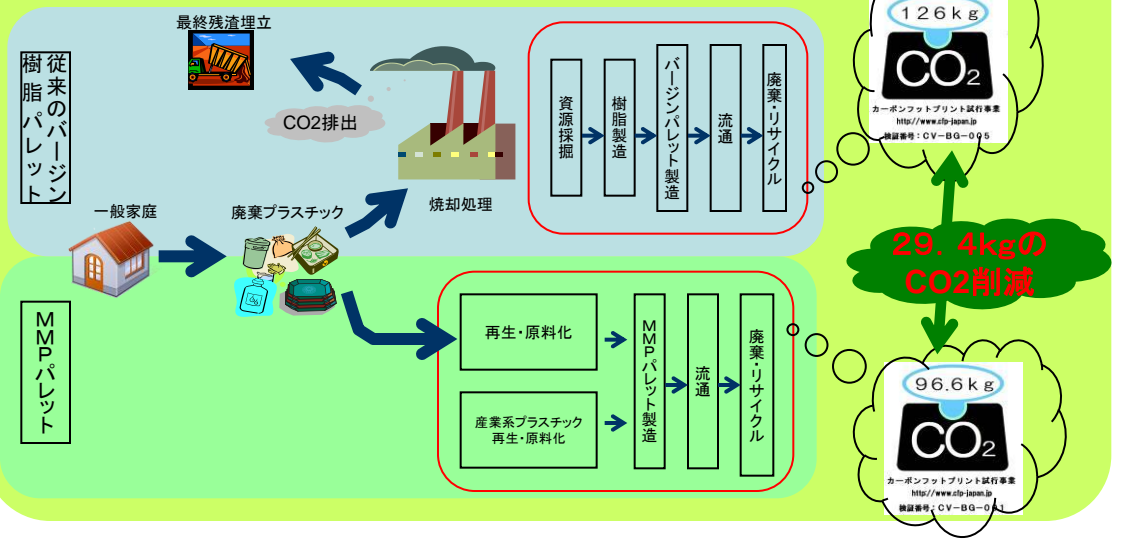 従来のバージン
樹脂パレット
最終残渣埋立
CO2排出
焼却処理
一般家庭
廃棄プラスチック
資源採掘
樹脂製造
バージンパレット製造
流通
廃棄・リサイクル
126kg
CO2
カーボンフットプリント試行事業
http://www.cfp-japan.jp
検証番号：CV-BG-005
29.4kgの
CO2削減
MMPパレット
再生・原料化
産業系プラスチック
再生・原料化
MMPパレット製造
流通
廃棄・リサイクル
96.6kg
CO2
カーボンフットプリント試行事業
http://www.cfp-japan.jp
検証番号：CV-BG-001